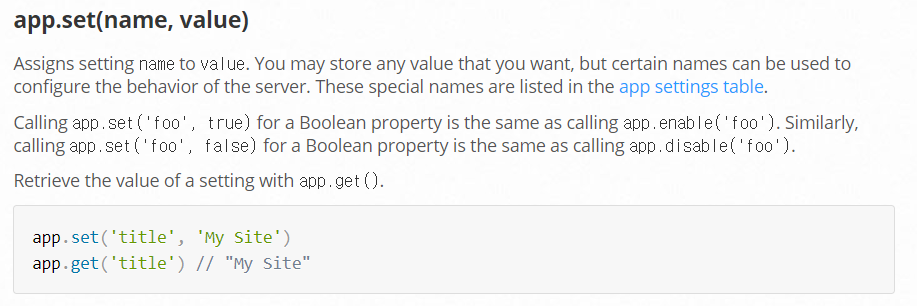 app.set(name, value)
Assigns setting name to value. You may store any value that you want, but certain names can be used to
configure the behavior of the server. These special names are listed in the app settings table.
Calling app.set('foo', true) for a Boolean property is the same as calling app.enable('foo'). Similarly,
calling app.set('foo', false) for a Boolean property is the same as calling app.disable('foo').
Retrieve the value of a setting with app.get().
app.set('title', 'My Site')
app.get('title') // "My Site"